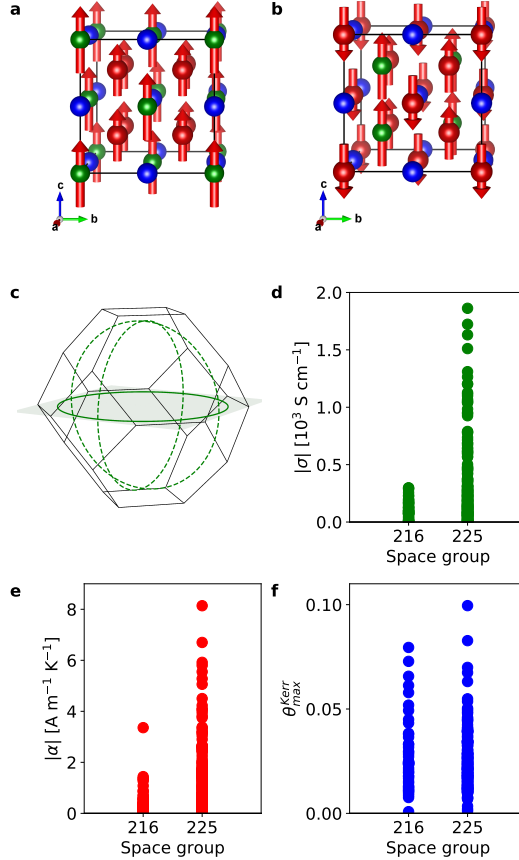 a
b
c
b
a
c
b
a
c
d
2.0
1.5
1.0
0.5
0.0
|σ| [10³ S cm⁻¹]
216 225
Space group
e
8
6
4
2
0
|α| [A m⁻¹ K⁻¹]
216 225
Space group
f
0.10
0.05
0.00
θ_max^Kerr
216 225
Space group